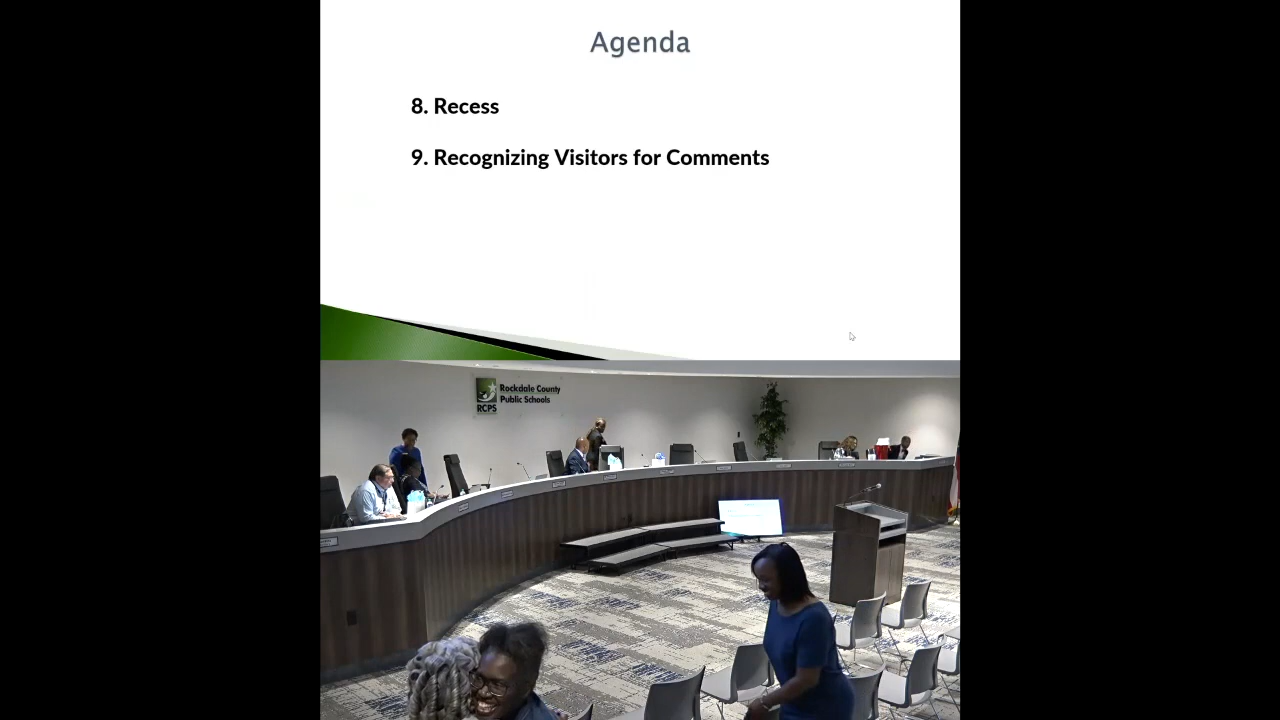 Agenda
8. Recess
9. Recognizing Visitors for Comments
Rockdale County
Public Schools
RCPS